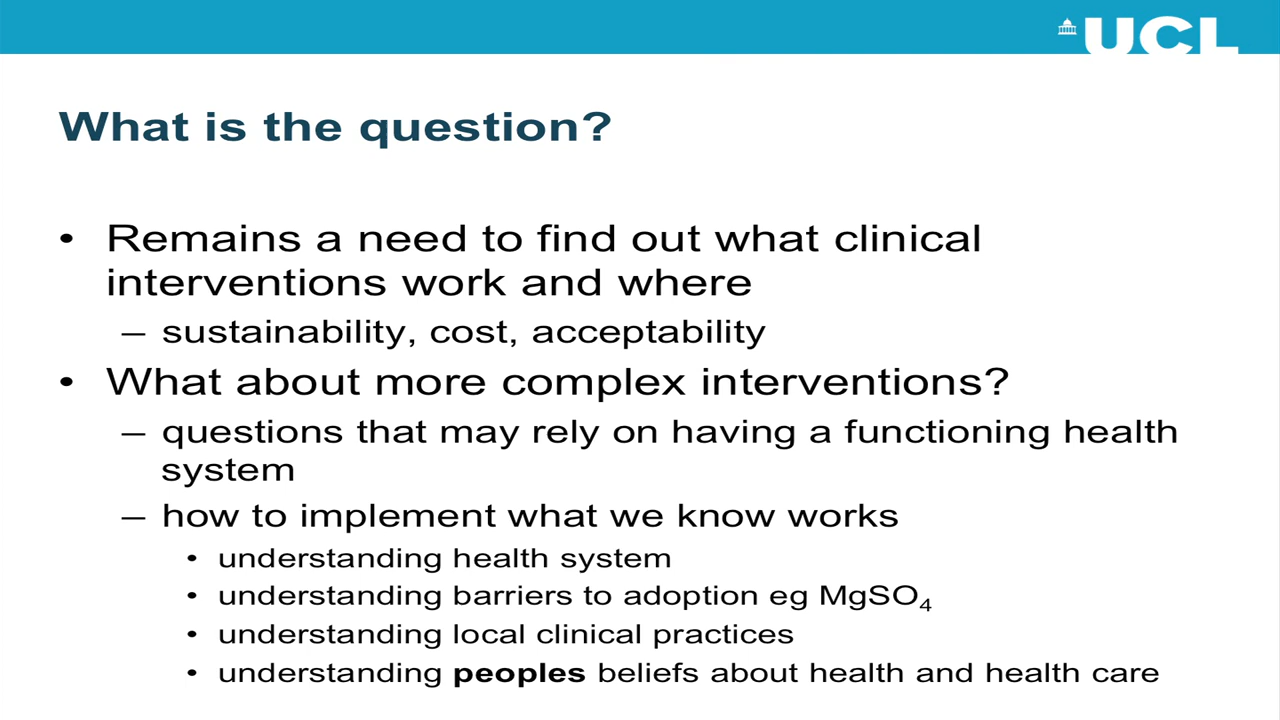 UCL
What is the question?
• Remains a need to find out what clinical
interventions work and where
– sustainability, cost, acceptability
• What about more complex interventions?
– questions that may rely on having a functioning health
system
– how to implement what we know works
• understanding health system
• understanding barriers to adoption eg MgSO₄
• understanding local clinical practices
• understanding peoples beliefs about health and health care